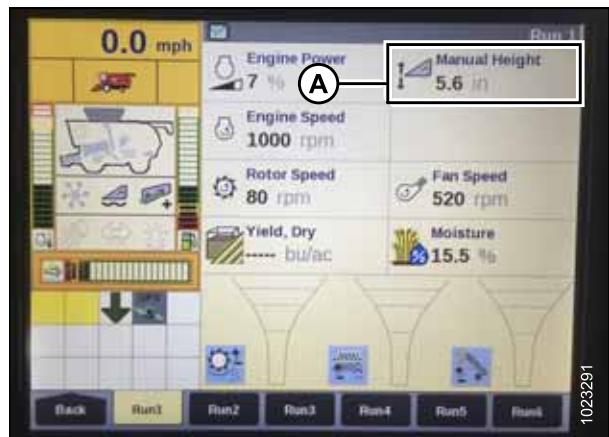 0.0 mph
Run 1
Engine Power
7 %
A
Manual Height
5.6 in
Engine Speed
1000 rpm
Rotor Speed
80 rpm
Fan Speed
520 rpm
Yield, Dry
----- bu/ac
Moisture
15.5 %
Back
Run1
Run2
Run3
Run4
Run5
Run6
1023291